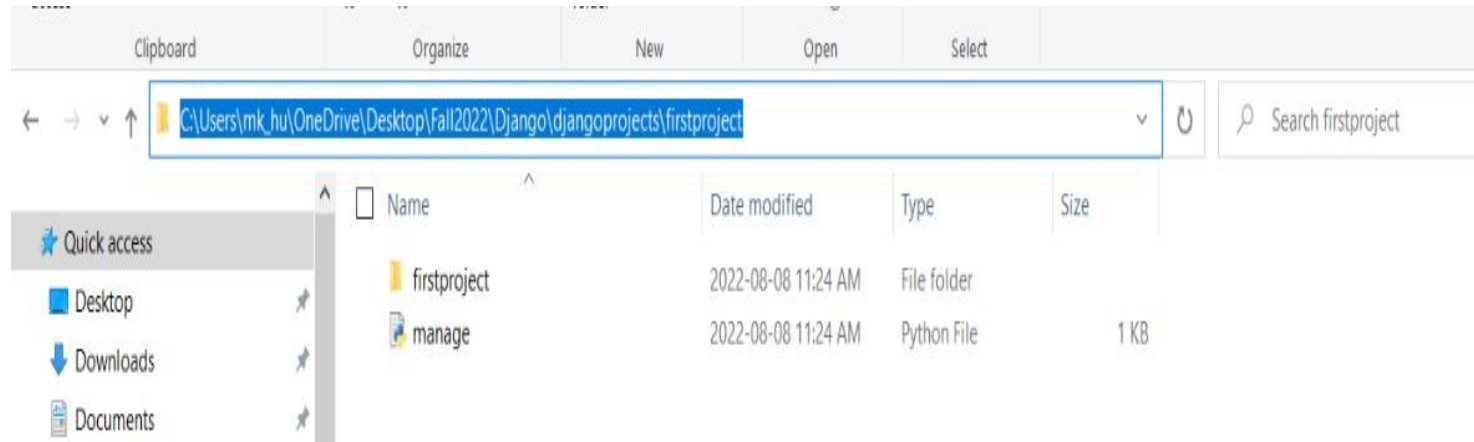 Clipboard Organize New Open Select
C:\Users\mk_hu\OneDrive\Desktop\Fall2022\Django\djangoprojects\firstproject
Search firstproject
Name Date modified Type Size
Quick access
firstproject 2022-08-08 11:24 AM File folder
Desktop
manage 2022-08-08 11:24 AM Python File 1 KB
Downloads
Documents